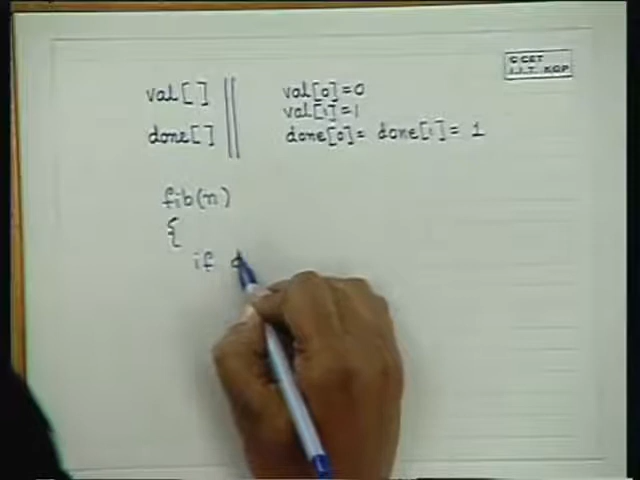 © CET
I.I.T. KGP
val[ ] val[0]=0
val[1]=1
done[ ] done[0]= done[1]= 1
fib(n)
{
if d